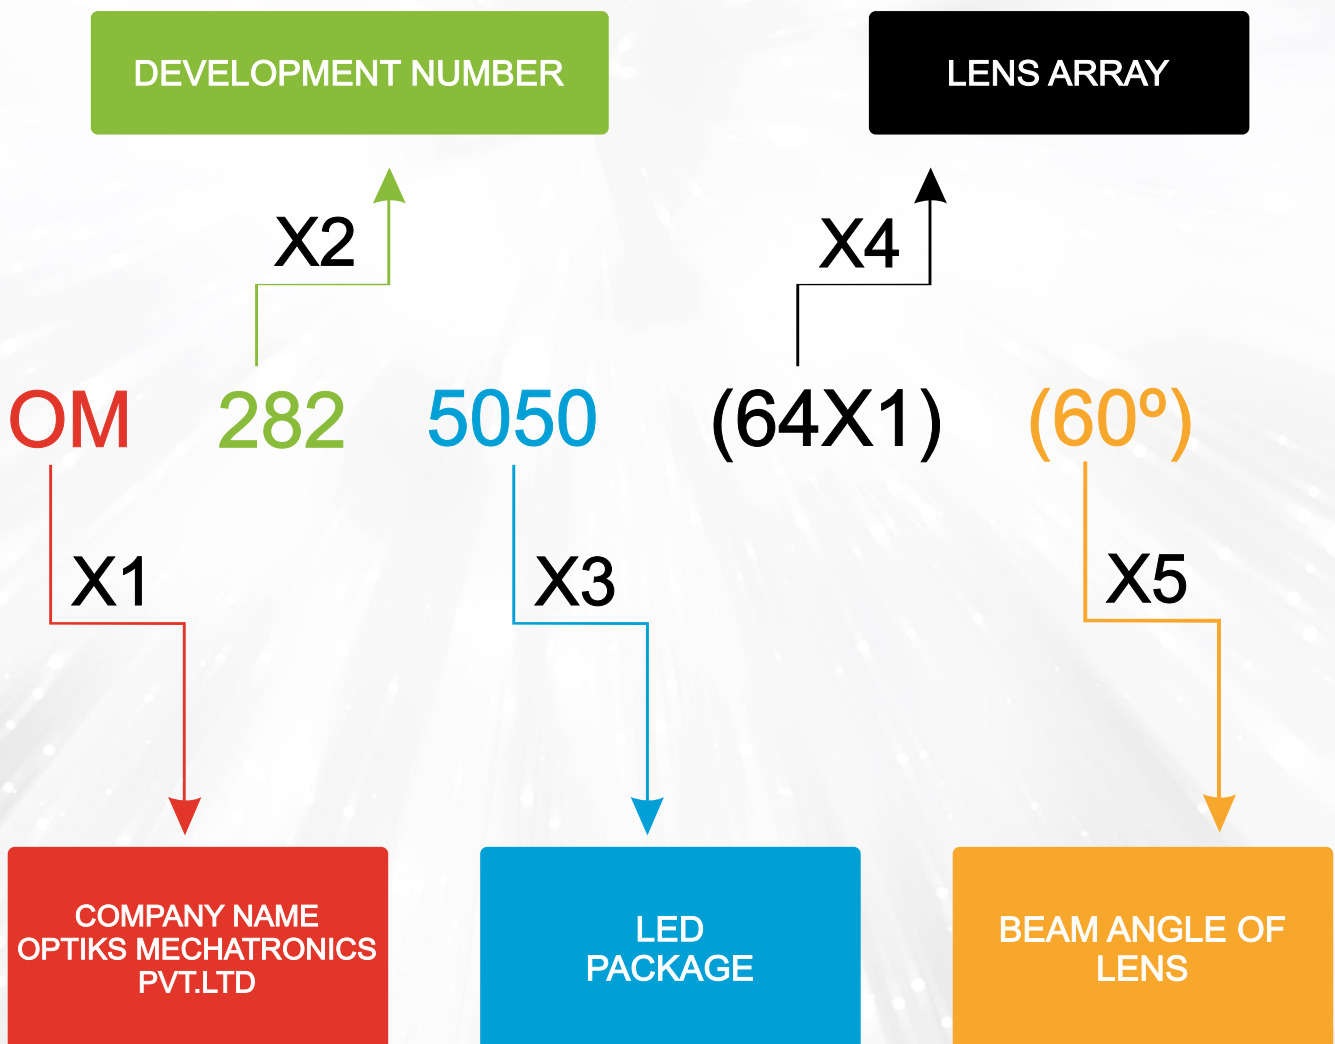 DEVELOPMENT NUMBER
LENS ARRAY
X2
X4
OM 282 5050 (64X1) (60º)
X1
X3
X5
COMPANY NAME
OPTIKS MECHATRONICS
PVT.LTD
LED
PACKAGE
BEAM ANGLE OF
LENS